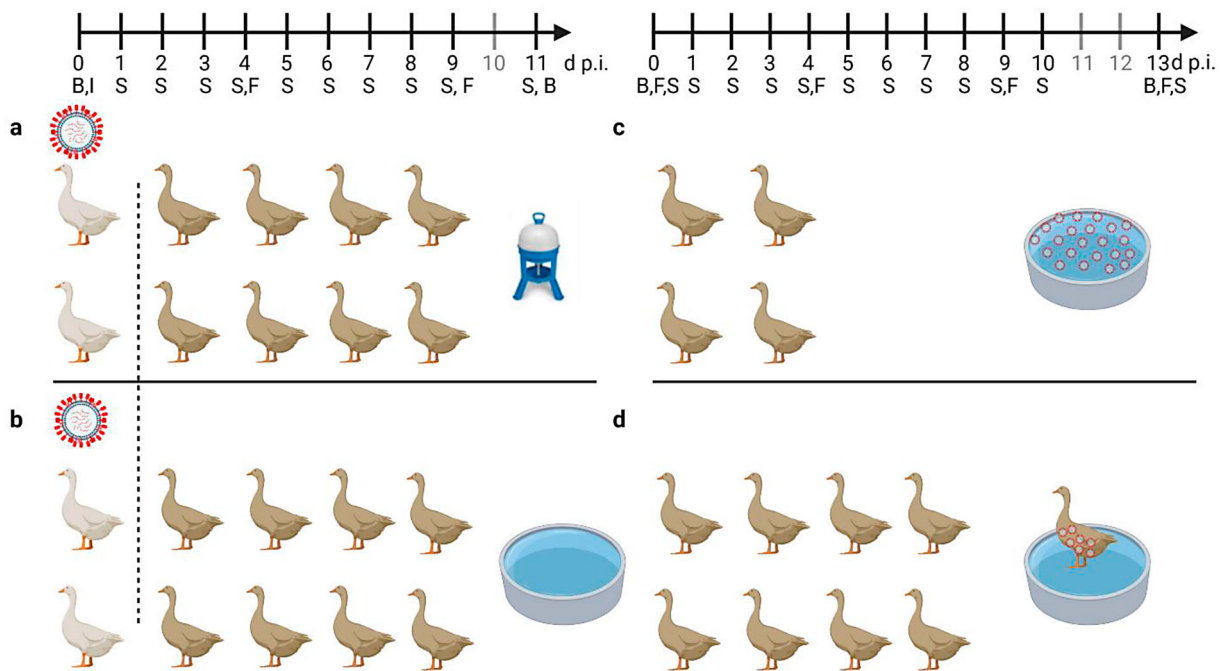 0 1 2 3 4 5 6 7 8 9 10 11 d p.i.
B,I S S S S,F S S S S S, F S, B
0 1 2 3 4 5 6 7 8 9 10 11 12 13d p.i.
B,F,S S S S S,F S S S S S,F S B,F,S
a
c
b
d